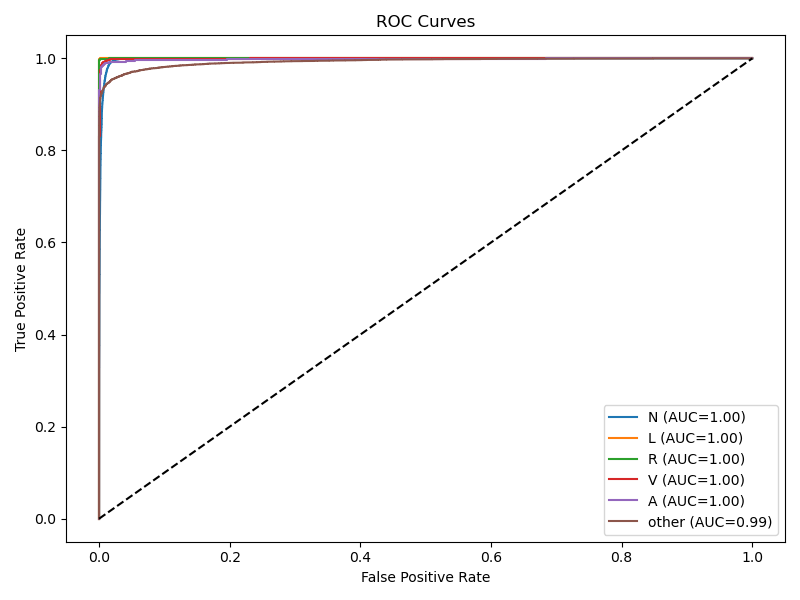 ROC Curves
True Positive Rate
1.0
0.8
0.6
0.4
0.2
0.0
N (AUC=1.00)
L (AUC=1.00)
R (AUC=1.00)
V (AUC=1.00)
A (AUC=1.00)
other (AUC=0.99)
0.0 0.2 0.4 0.6 0.8 1.0
False Positive Rate